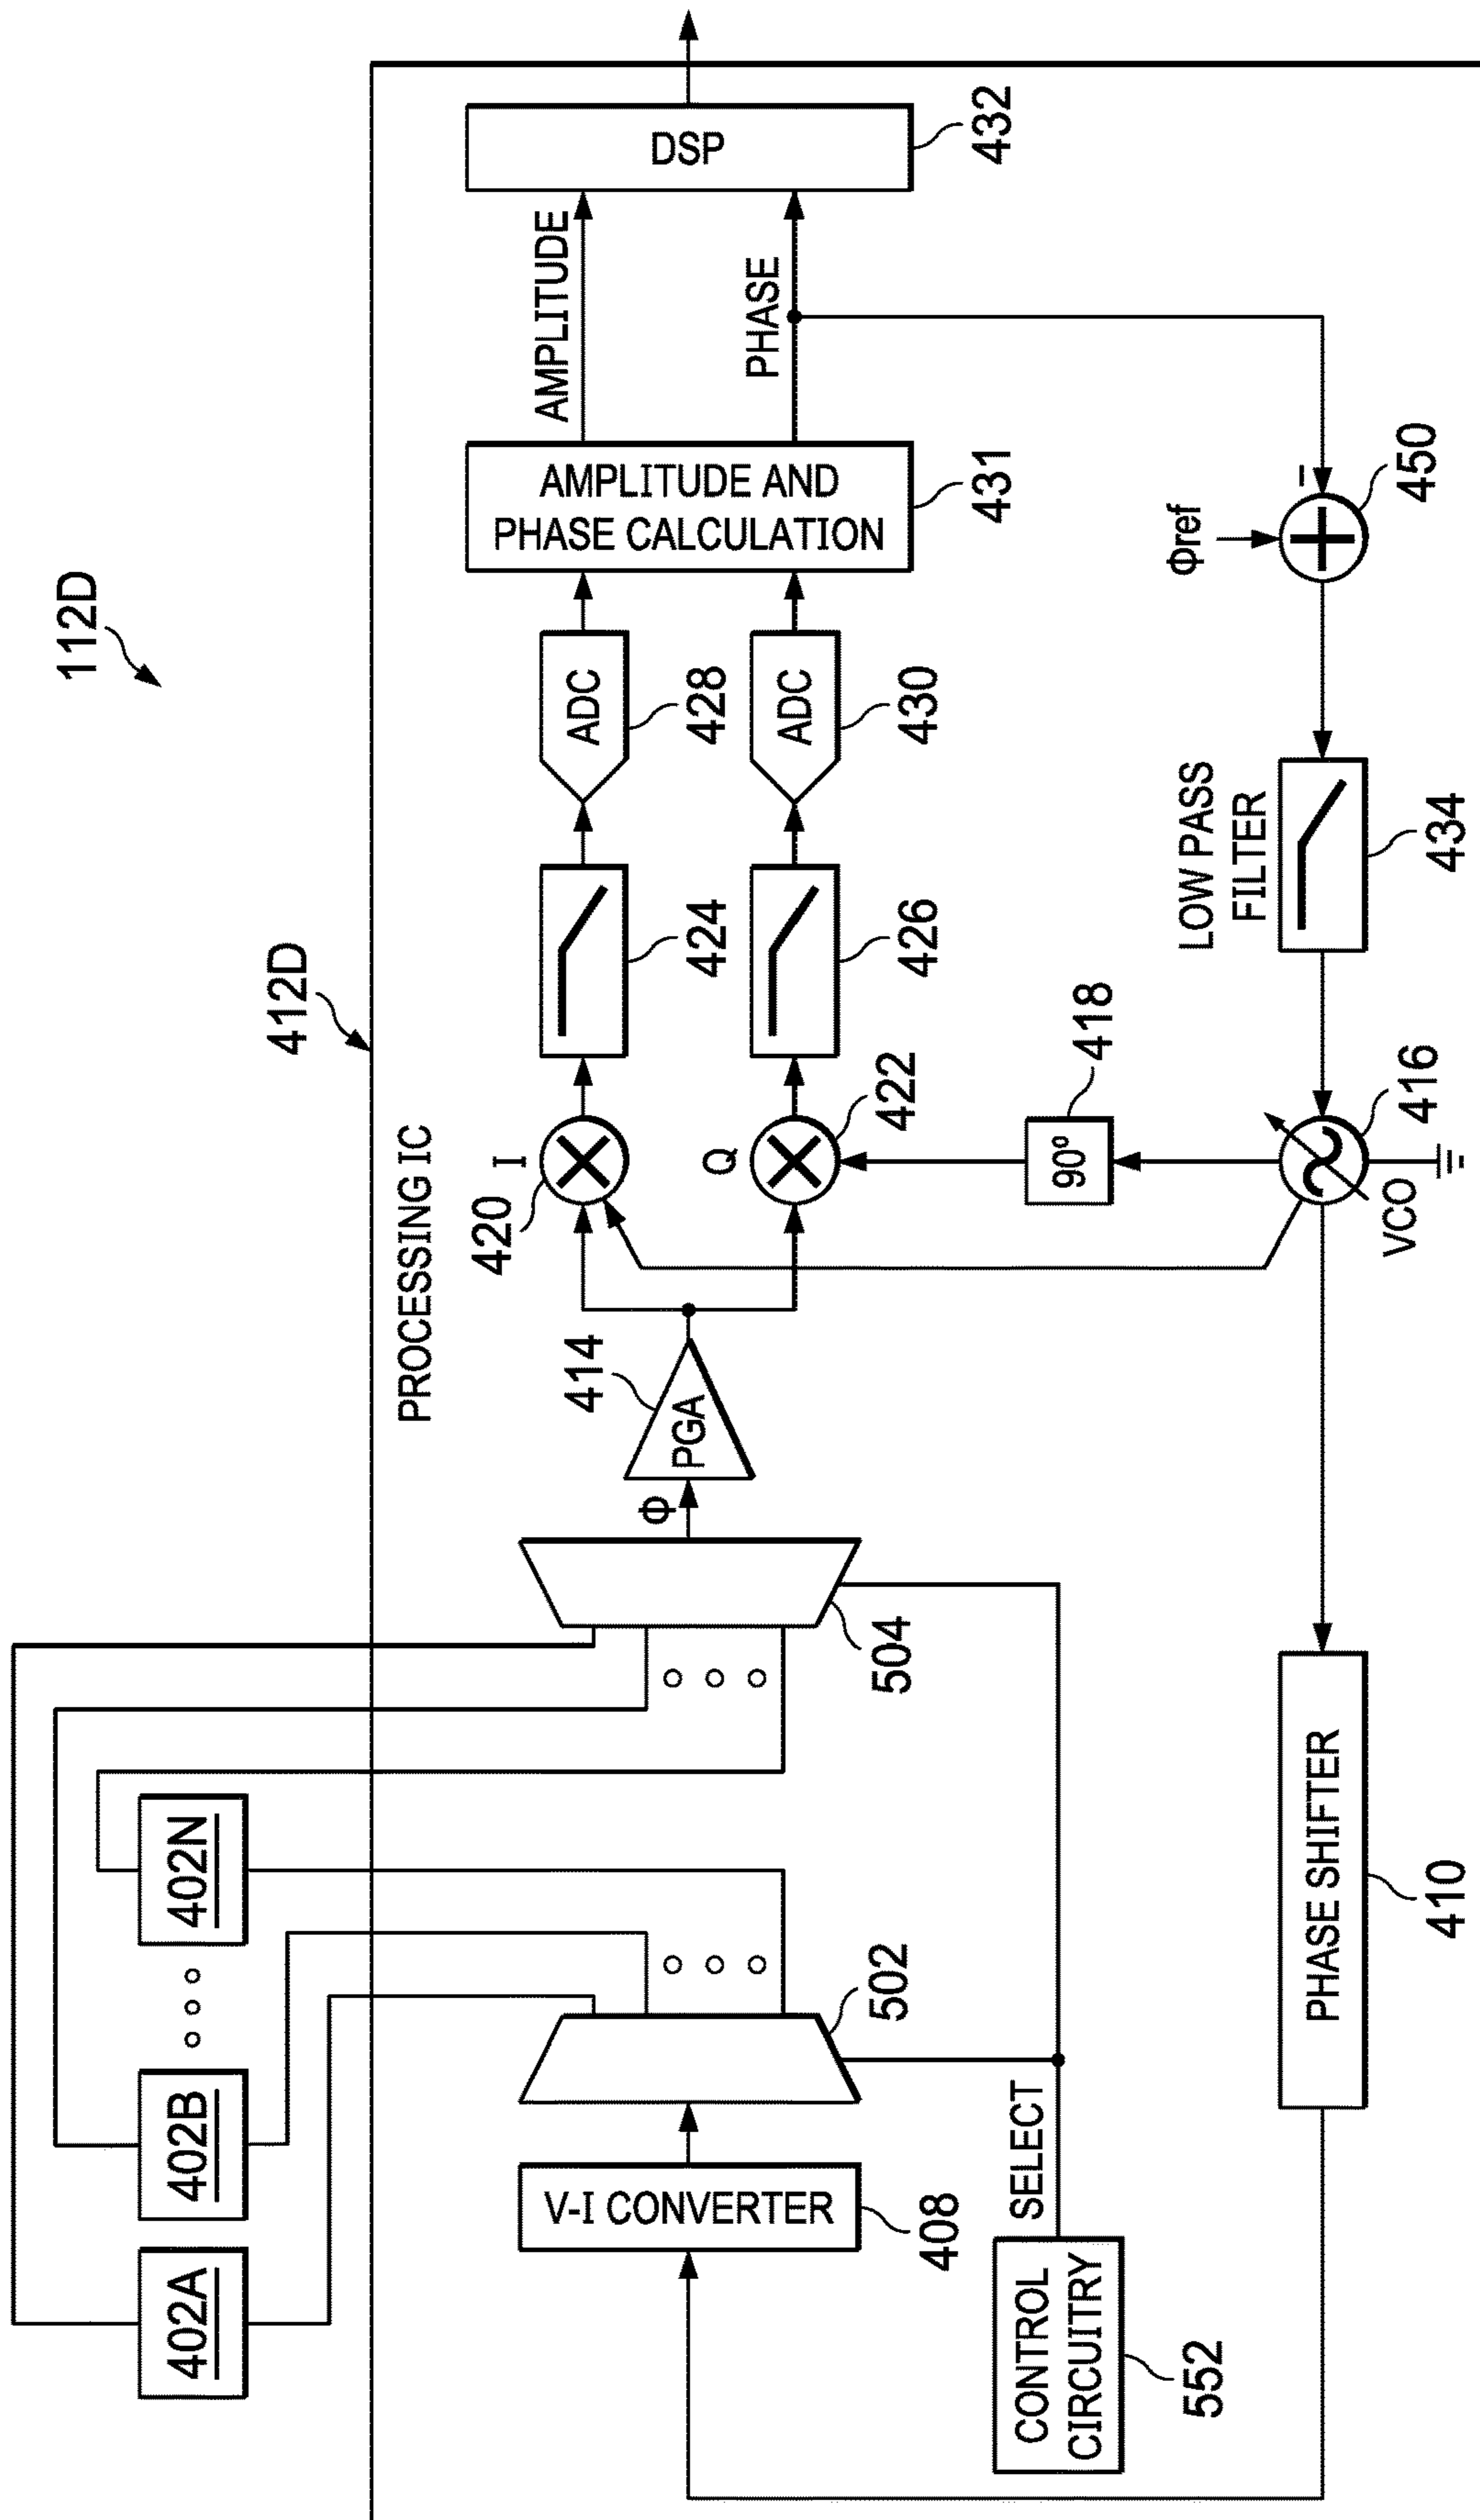 112D
412D
PROCESSING IC
402A
402B
402N
V-I CONVERTER
408
502
504
Φ
PGA
414
I
420
Q
422
424
426
ADC
428
ADC
430
AMPLITUDE AND
PHASE CALCULATION
431
AMPLITUDE
PHASE
DSP
432
CONTROL
CIRCUITRY
552
SELECT
90º
418
PHASE SHIFTER
410
VCO
416
LOW PASS
FILTER
434
Φref
-
450